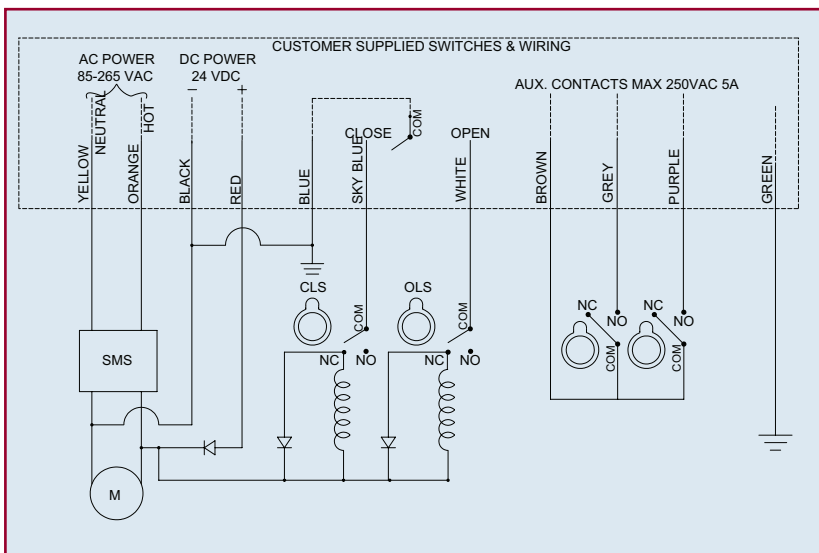 CUSTOMER SUPPLIED SWITCHES & WIRING
AC POWER
85-265 VAC
DC POWER
24 VDC
− +
AUX. CONTACTS MAX 250VAC 5A
NEUTRAL
HOT
CLOSE
COM
OPEN
YELLOW
ORANGE
BLACK
RED
BLUE
SKY BLUE
WHITE
BROWN
GREY
PURPLE
GREEN
CLS
COM
OLS
COM
NC
NO
NC
NO
NC
NO
COM
NC
NO
COM
SMS
M